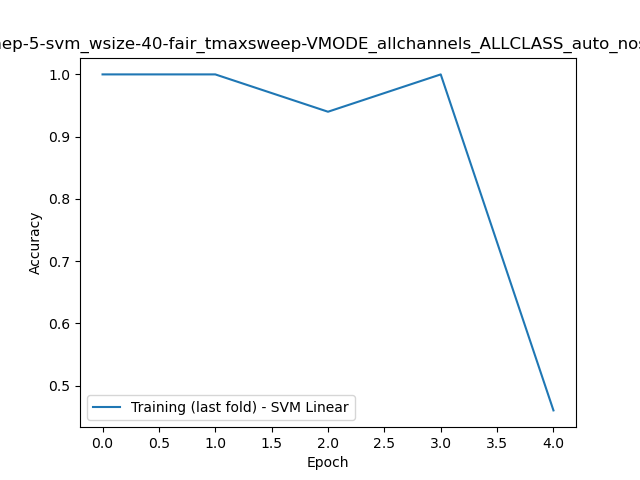 ep-5-svm_wsize-40-fair_tmaxsweep-VMODE_allchannels_ALLCLASS_auto_nos
1.0
0.9
0.8
0.7
0.6
0.5
Accuracy
Training (last fold) - SVM Linear
0.0 0.5 1.0 1.5 2.0 2.5 3.0 3.5 4.0
Epoch